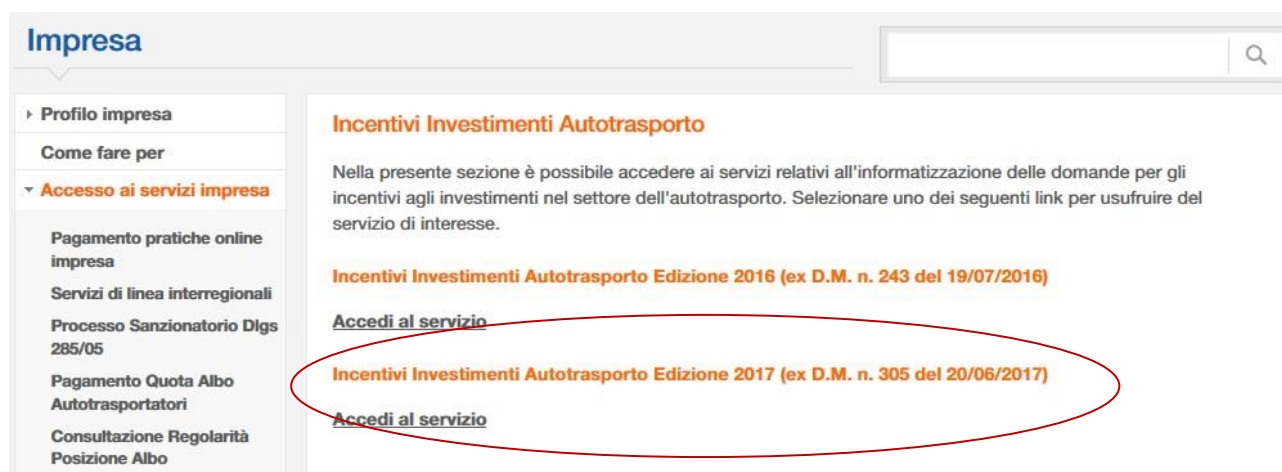 Impresa
Profilo impresa
Come fare per
Accesso ai servizi impresa
Pagamento pratiche online
impresa
Servizi di linea interregionali
Processo Sanzionatorio Dlgs
285/05
Pagamento Quota Albo
Autotrasportatori
Consultazione Regolarità
Posizione Albo
Incentivi Investimenti Autotrasporto
Nella presente sezione è possibile accedere ai servizi relativi all'informatizzazione delle domande per gli
incentivi agli investimenti nel settore dell'autotrasporto. Selezionare uno dei seguenti link per usufruire del
servizio di interesse.
Incentivi Investimenti Autotrasporto Edizione 2016 (ex D.M. n. 243 del 19/07/2016)
Accedi al servizio
Incentivi Investimenti Autotrasporto Edizione 2017 (ex D.M. n. 305 del 20/06/2017)
Accedi al servizio